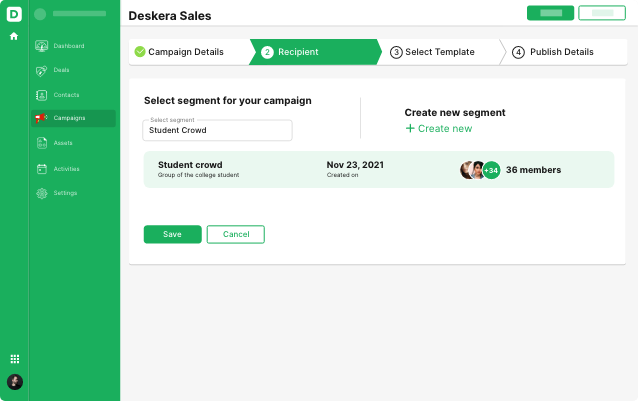 D
Deskera Sales
Dashboard
Deals
Contacts
Campaigns
Assets
Activities
Settings
Campaign Details
2 Recipient
3 Select Template
4 Publish Details
Select segment for your campaign
Select segment
Student Crowd
Create new segment
+ Create new
Student crowd
Group of the college student
Nov 23, 2021
Created on
+34
36 members
Save
Cancel